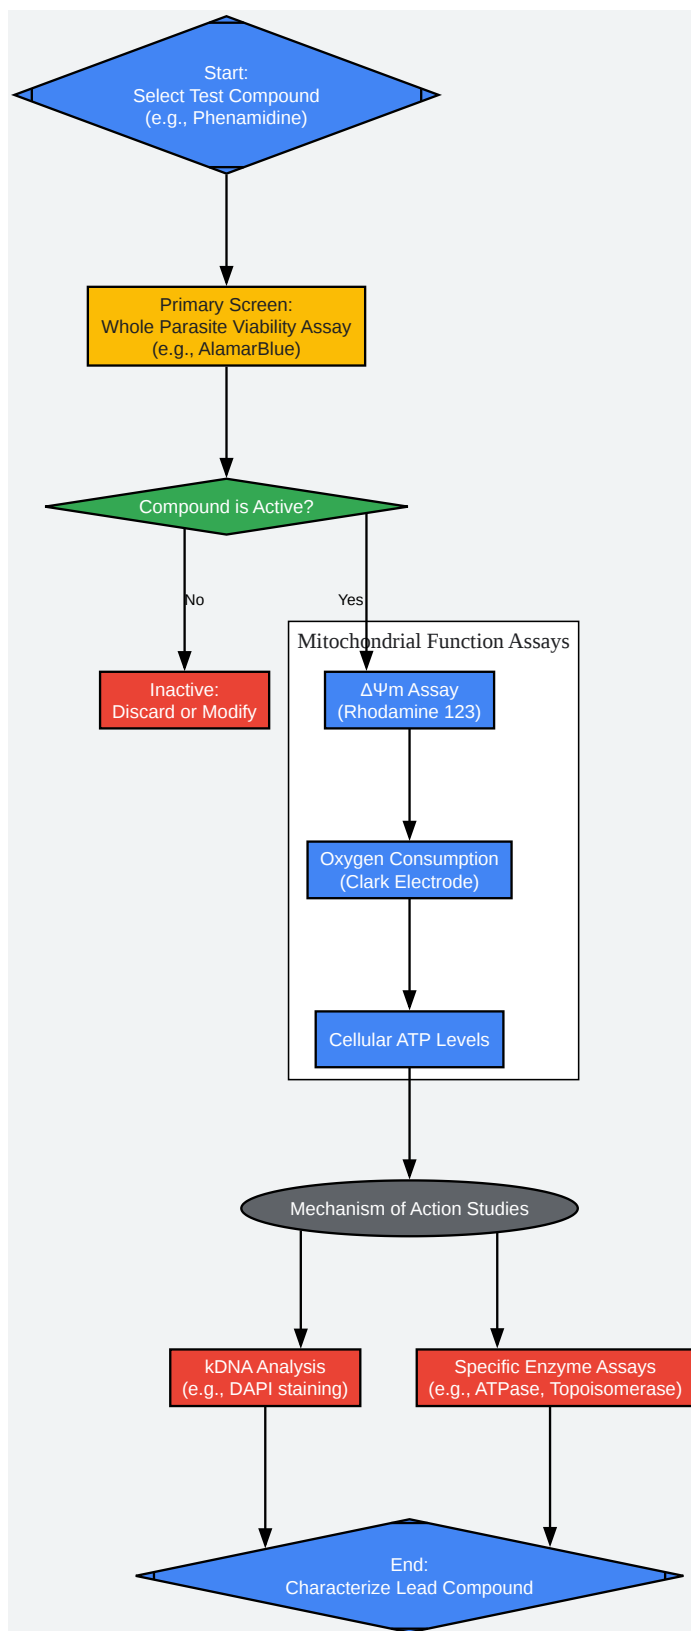 Start:
Select Test Compound
(e.g., Phenamidine)
Primary Screen:
Whole Parasite Viability Assay
(e.g., AlamarBlue)
Compound is Active?
No
Yes
Mitochondrial Function Assays
Inactive:
Discard or Modify
ΔΨm Assay
(Rhodamine 123)
Oxygen Consumption
(Clark Electrode)
Cellular ATP Levels
Mechanism of Action Studies
kDNA Analysis
(e.g., DAPI staining)
Specific Enzyme Assays
(e.g., ATPase, Topoisomerase)
End:
Characterize Lead Compound